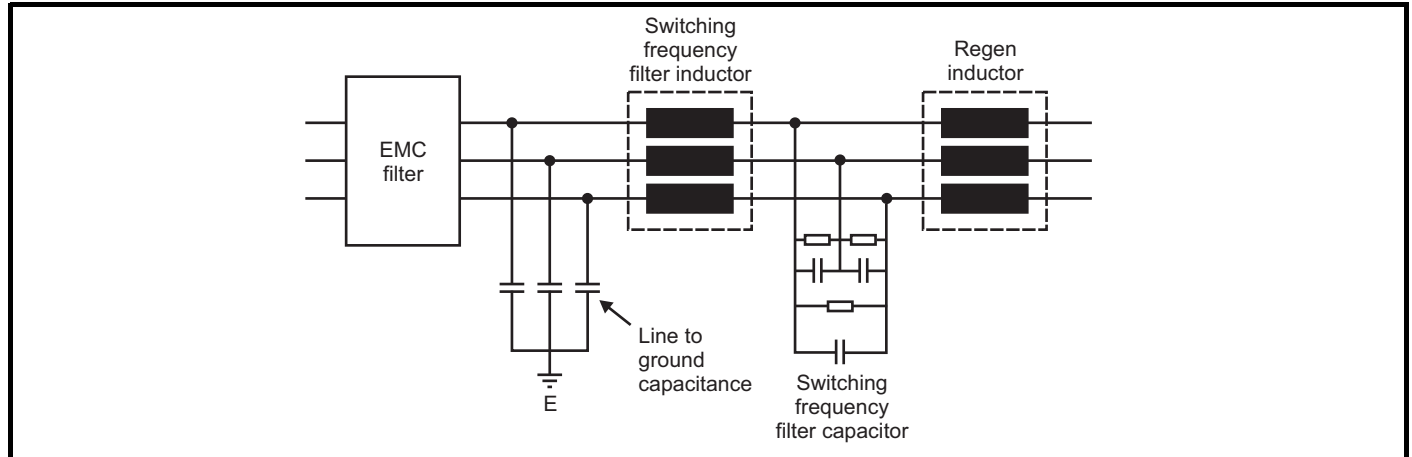 Switching
frequency
filter inductor
Regen
inductor
EMC
filter
Line to
ground
capacitance
E
Switching
frequency
filter capacitor